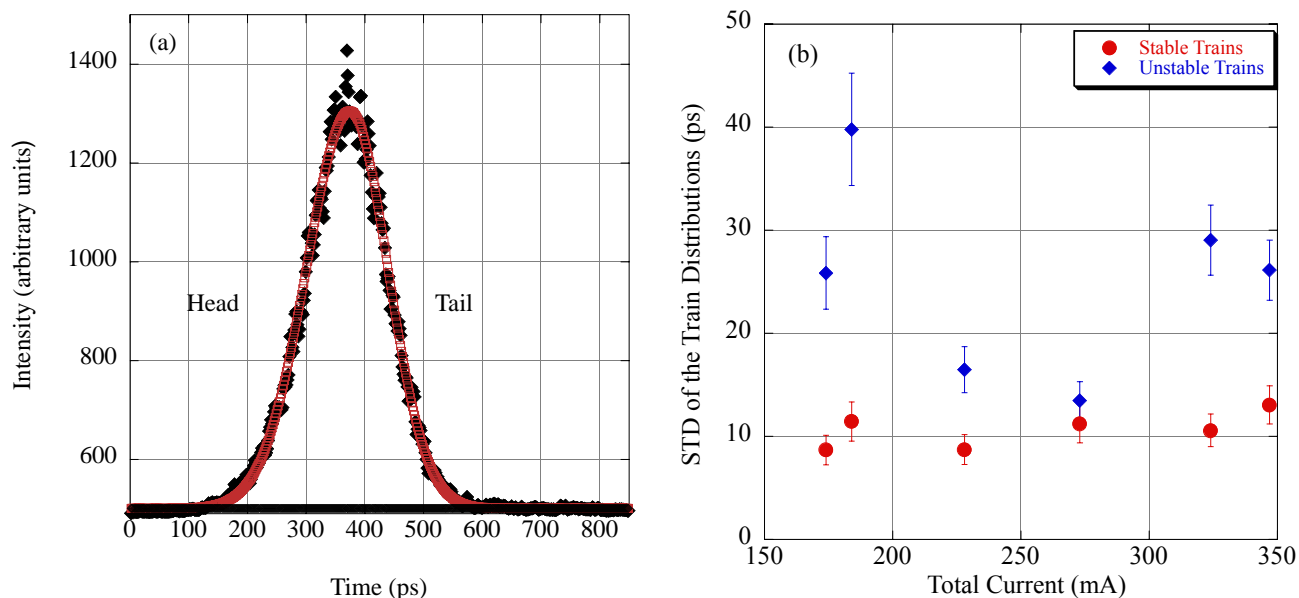 (a)
1400
1200
1000
800
600
Head
Tail
0 100 200 300 400 500 600 700 800
Time (ps)
Intensity (arbitrary units)
(b)
Stable Trains
Unstable Trains
50
40
30
20
10
0
150 200 250 300 350
Total Current (mA)
STD of the Train Distributions (ps)